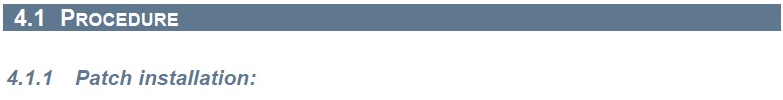 4.1 PROCEDURE
4.1.1 Patch installation: